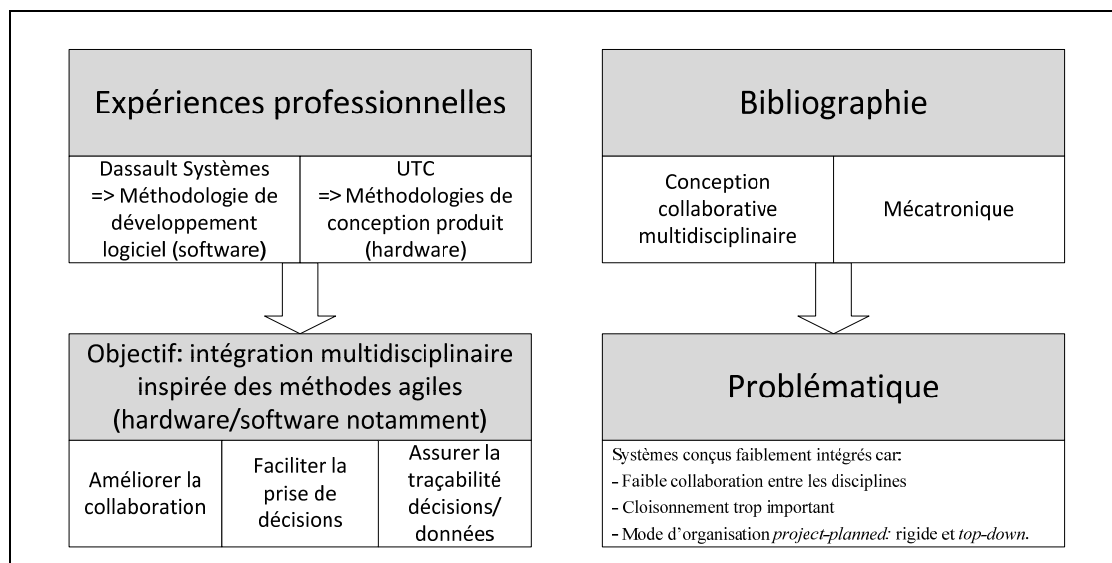 Expériences professionnelles
Dassault Systèmes
=> Méthodologie de
développement
logiciel (software)
UTC
=> Méthodologies de
conception produit
(hardware)
Objectif: intégration multidisciplinaire
inspirée des méthodes agiles
(hardware/software notamment)
Améliorer la
collaboration
Faciliter la
prise de
décisions
Assurer la
traçabilité
décisions/
données
Bibliographie
Conception
collaborative
multidisciplinaire
Mécatronique
Problématique
Systèmes conçus faiblement intégrés car:
- Faible collaboration entre les disciplines
- Cloisonnement trop important
- Mode d'organisation project-planned: rigide et top-down.